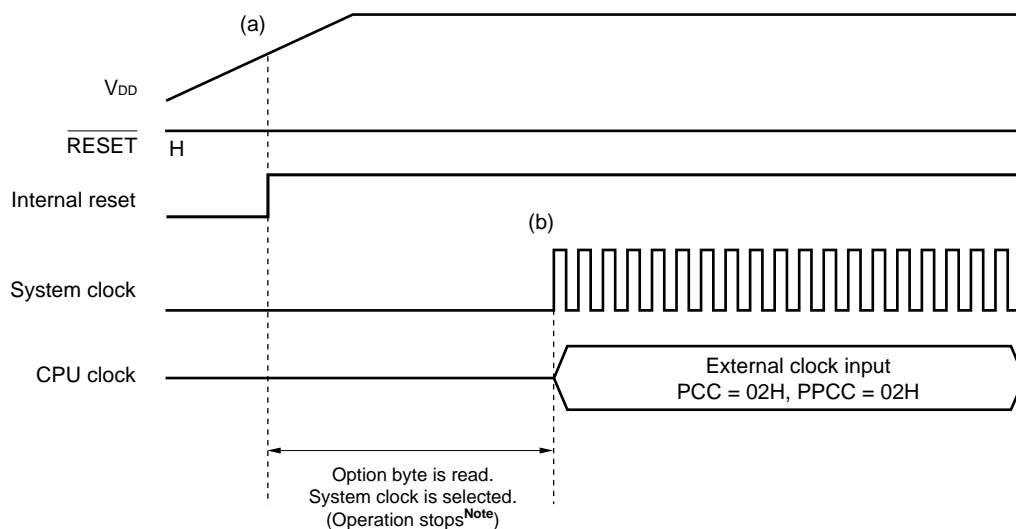 (a)
VDD
RESET
H
Internal reset
(b)
System clock
CPU clock
External clock input
PCC = 02H, PPCC = 02H
Option byte is read.
System clock is selected.
(Operation stopsNote)